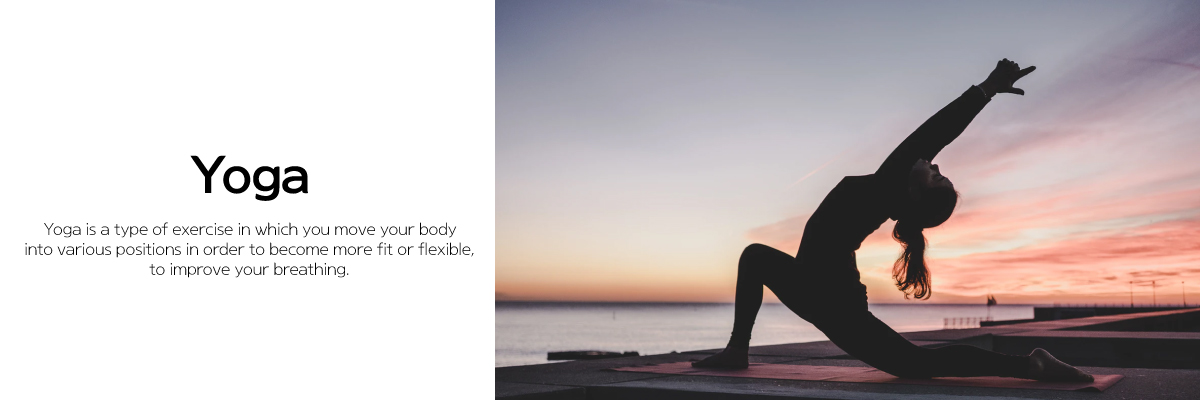 Yoga
Yoga is a type of exercise in which you move your body
into various positions in order to become more fit or flexible,
to improve your breathing.